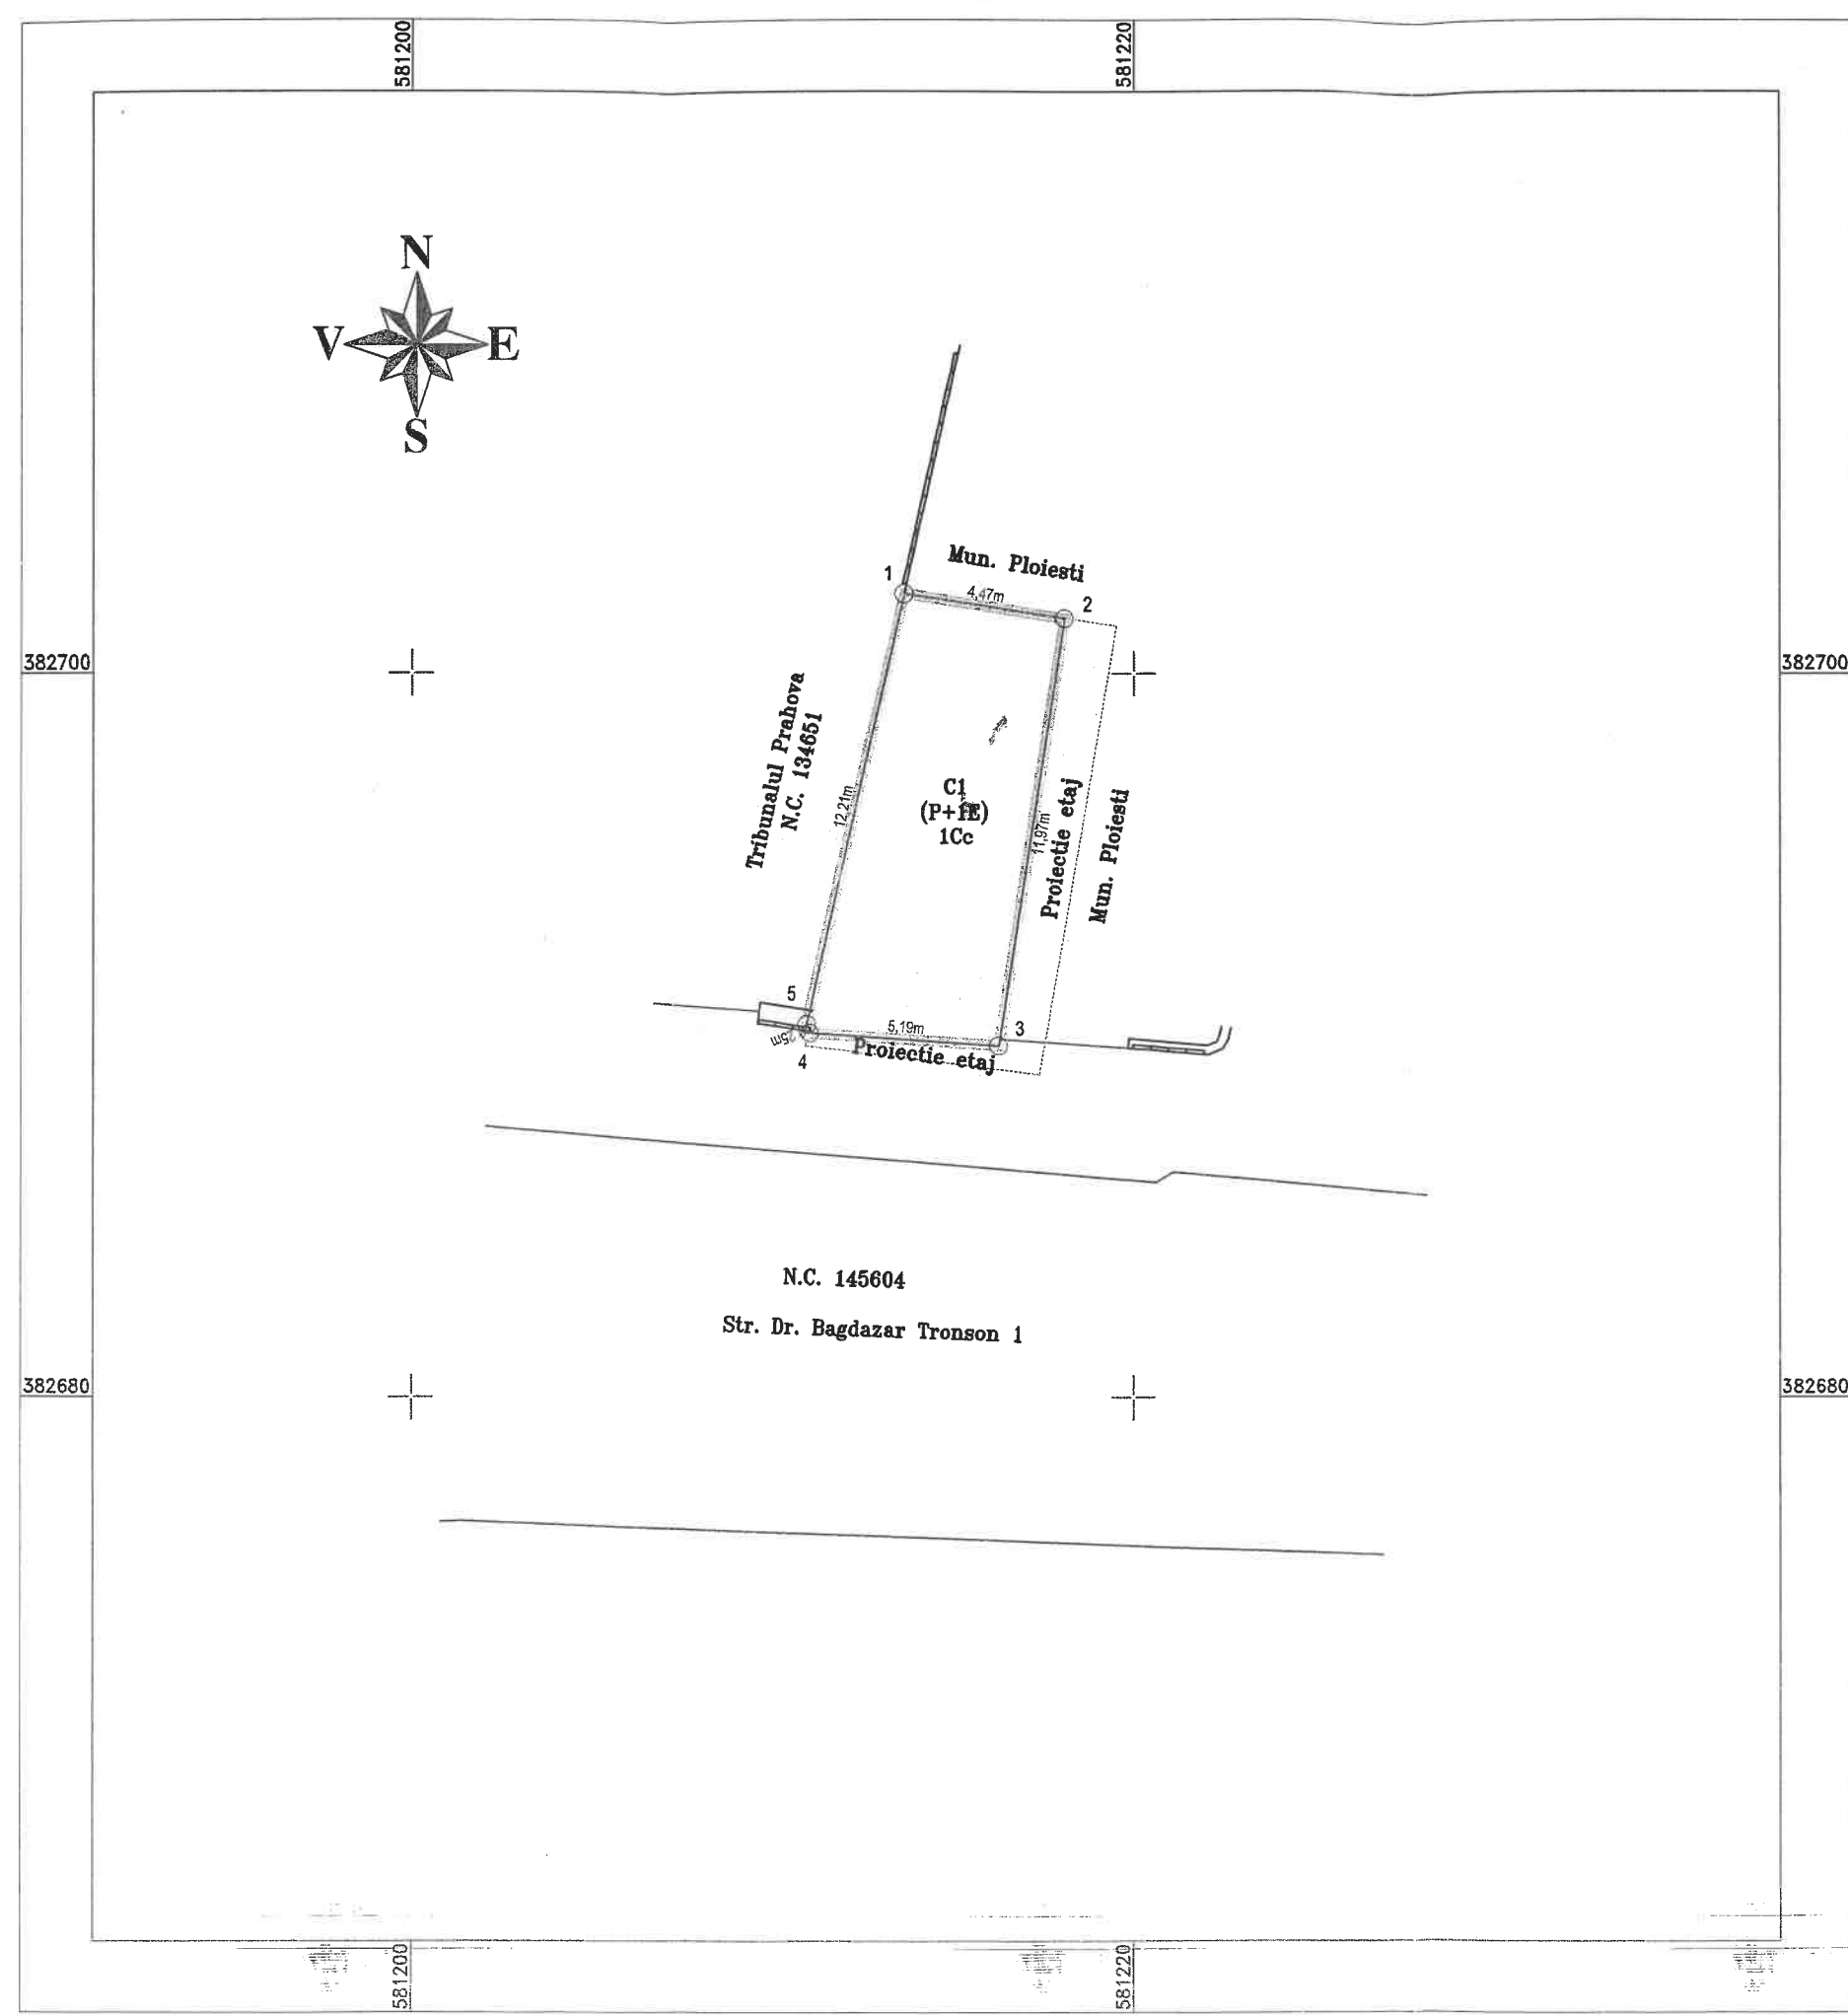 581200
581220
N
V E
S
Mun. Ploiesti
1
4,47m
2
382700
382700
Tribunalul Prahova
N.C. 134651
12,21m
C1
(P+1E)
1Cc
11,97m
Proiectie etaj
Mun. Ploiesti
5
5,19m
3
4
Proiectie etaj
N.C. 145604
Str. Dr. Bagdazar Tronson 1
382680
382680
581200
581220